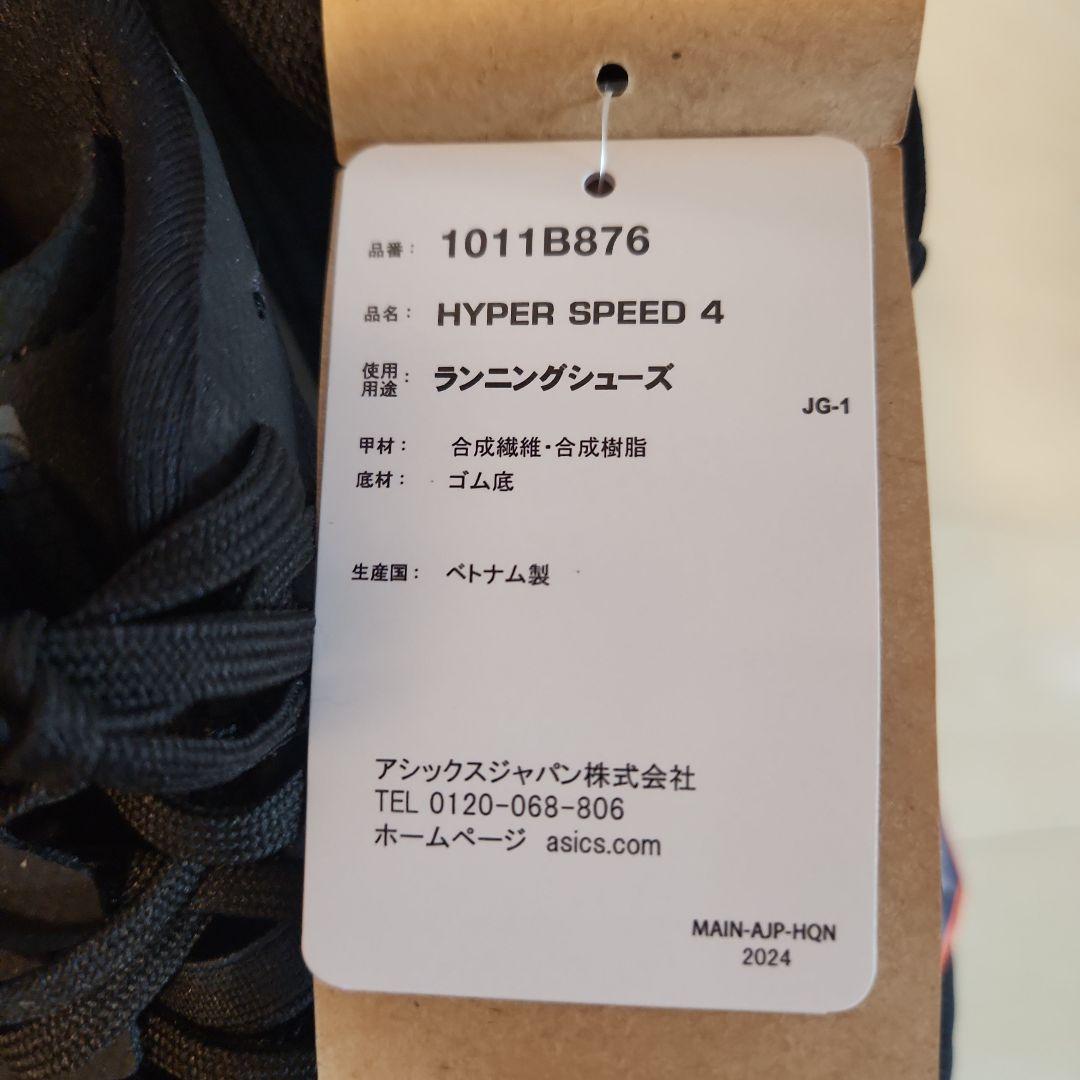 品番： 1011B876
品名： HYPER SPEED 4
使用用途： ランニングシューズ
JG-1
甲材： 合成繊維・合成樹脂
底材： ゴム底
生産国： ベトナム製
アシックスジャパン株式会社
TEL 0120-068-806
ホームページ asics.com
MAIN-AJP-HQN
2024